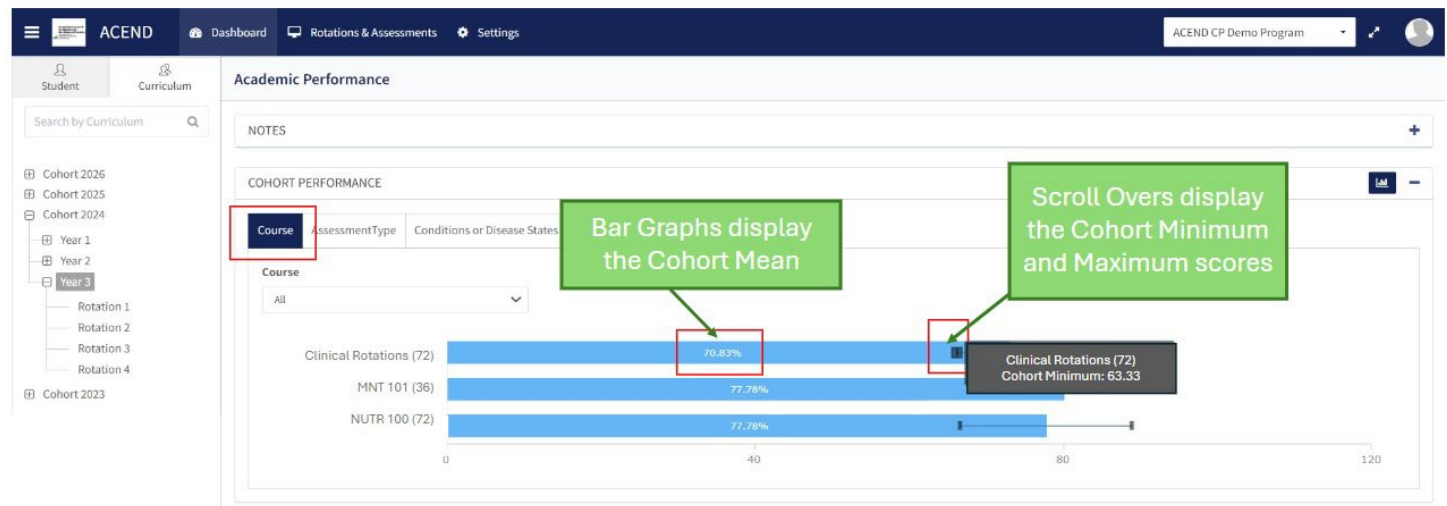 ACEND
Dashboard
Rotations & Assessments
Settings
ACEND CP Demo Program
Student
Curriculum
Academic Performance
Search by Curriculum
NOTES
Cohort 2026
Cohort 2025
Cohort 2024
Year 1
Year 2
Year 3
Rotation 1
Rotation 2
Rotation 3
Rotation 4
Cohort 2023
COHORT PERFORMANCE
Course
AssessmentType
Conditions or Disease States
Bar Graphs display
the Cohort Mean
Scroll Overs display
the Cohort Minimum
and Maximum scores
Course
All
Clinical Rotations (72)
70.83%
Clinical Rotations (72)
Cohort Minimum: 63.33
MNT 101 (36)
77.78%
NUTR 100 (72)
77.78%
0
40
80
120